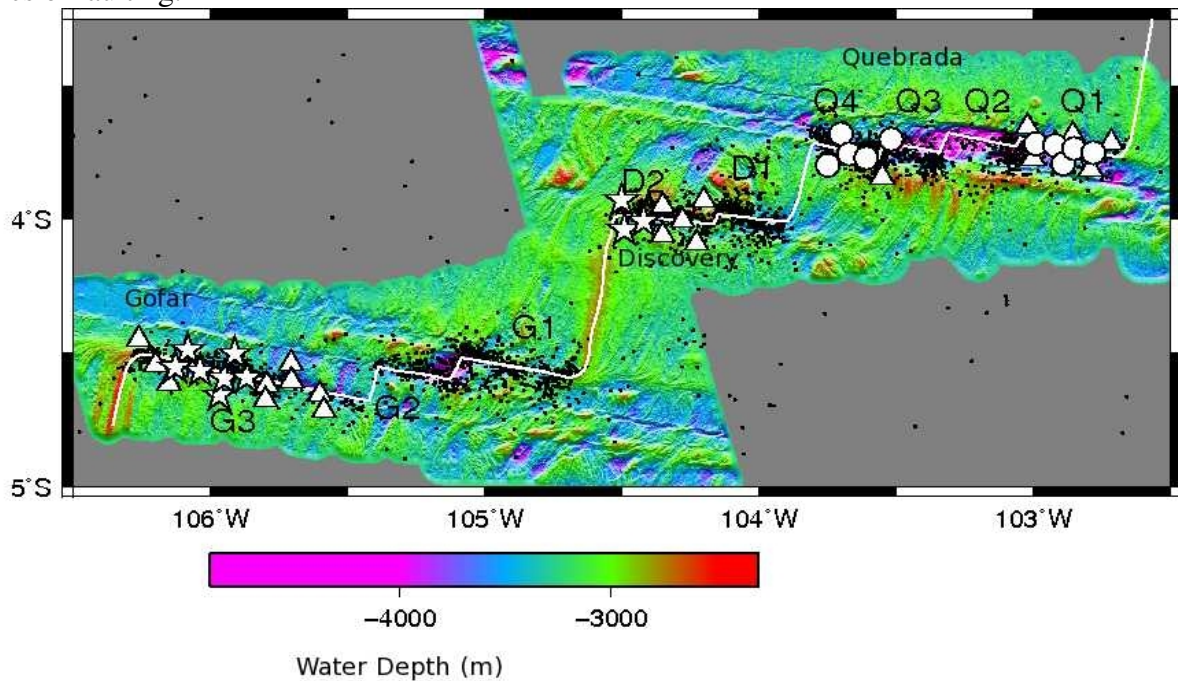 Quebrada
Q4 Q3 Q2 Q1
D2 D1
4°S
Discovery
Gofar
G1
G2
G3
5°S
106°W 105°W 104°W 103°W
−4000 −3000
Water Depth (m)